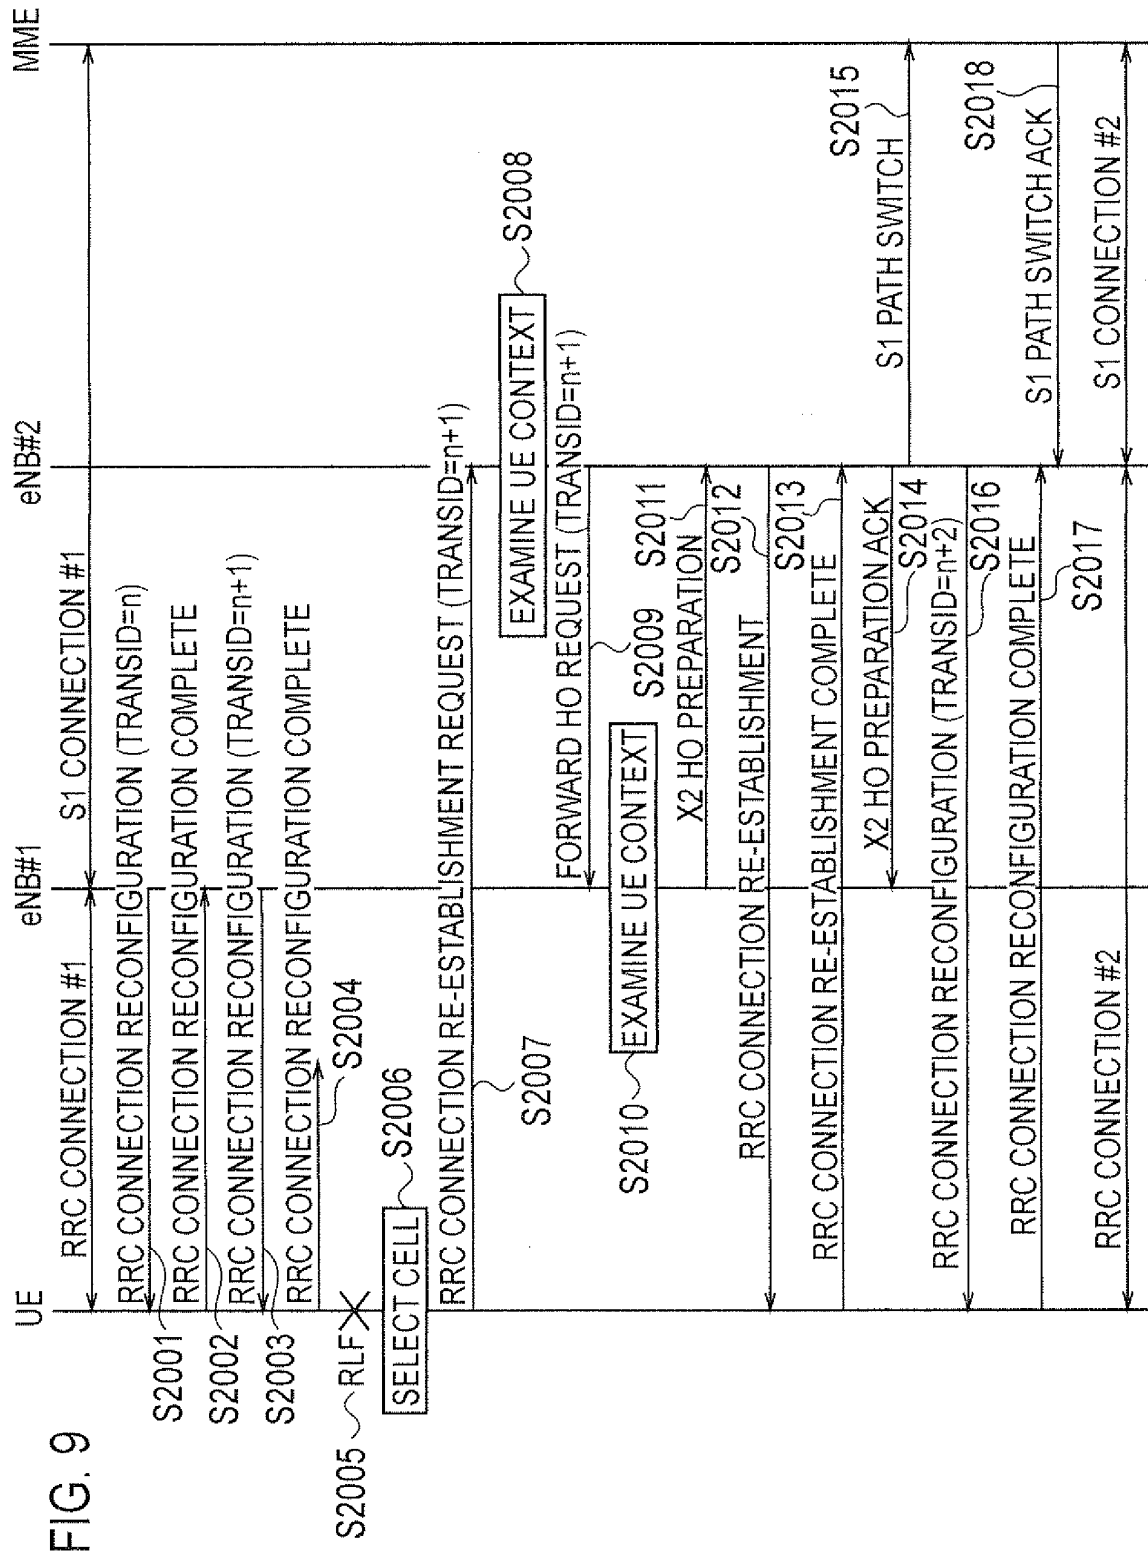 FIG. 9
UE
eNB#1
eNB#2
MME
RRC CONNECTION #1
S1 CONNECTION #1
RRC CONNECTION RECONFIGURATION (TRANSID=n)
S2001
RRC CONNECTION RECONFIGURATION COMPLETE
S2002
RRC CONNECTION RECONFIGURATION (TRANSID=n+1)
S2003
RRC CONNECTION RECONFIGURATION COMPLETE
S2004
S2005
RLF
SELECT CELL
S2006
RRC CONNECTION RE-ESTABLISHMENT REQUEST (TRANSID=n+1)
S2007
EXAMINE UE CONTEXT
S2008
FORWARD HO REQUEST (TRANSID=n+1)
S2009
S2010
EXAMINE UE CONTEXT
X2 HO PREPARATION
S2011
RRC CONNECTION RE-ESTABLISHMENT
S2012
RRC CONNECTION RE-ESTABLISHMENT COMPLETE
S2013
X2 HO PREPARATION ACK
S2014
S1 PATH SWITCH
S2015
RRC CONNECTION RECONFIGURATION (TRANSID=n+2)
S2016
RRC CONNECTION RECONFIGURATION COMPLETE
S2017
S1 PATH SWITCH ACK
S2018
RRC CONNECTION #2
S1 CONNECTION #2